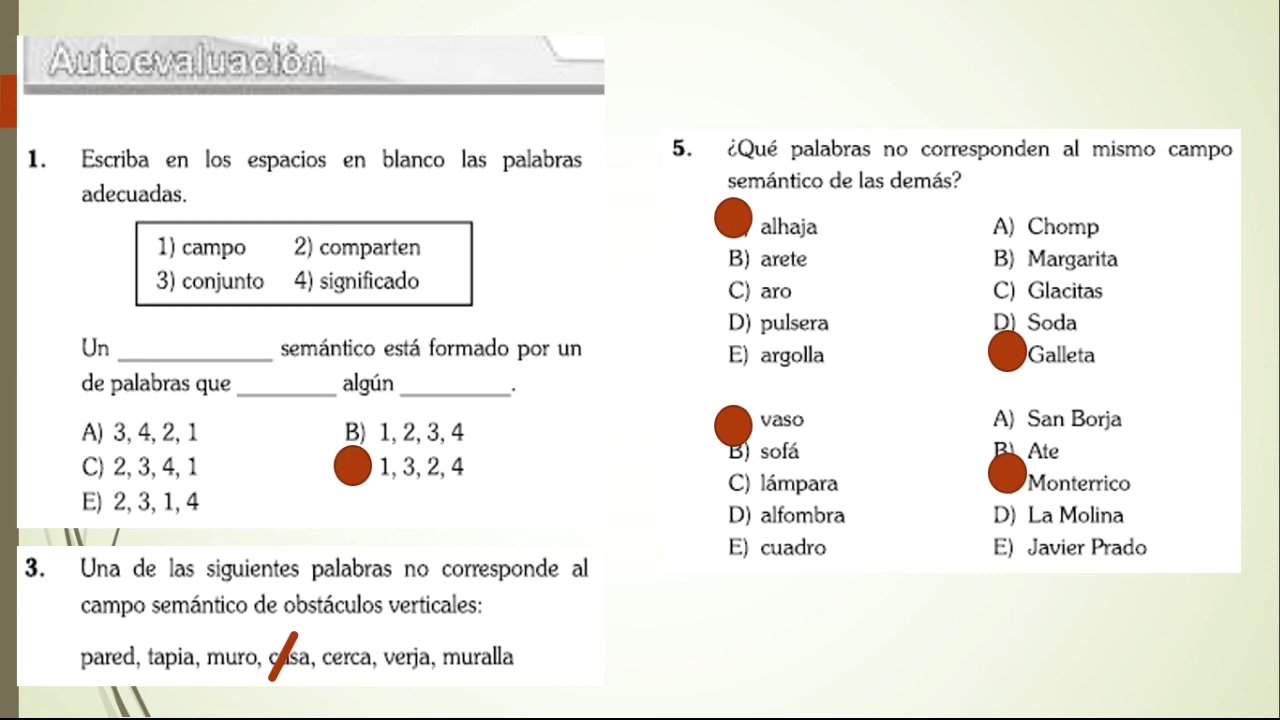 Autoevaluación
1. Escriba en los espacios en blanco las palabras
adecuadas.
1) campo 2) comparten
3) conjunto 4) significado
Un ____________ semántico está formado por un
de palabras que ________ algún _________.
A) 3, 4, 2, 1 B) 1, 2, 3, 4
C) 2, 3, 4, 1 1, 3, 2, 4
E) 2, 3, 1, 4
3. Una de las siguientes palabras no corresponde al
campo semántico de obstáculos verticales:
pared, tapia, muro, casa, cerca, verja, muralla
5. ¿Qué palabras no corresponden al mismo campo
semántico de las demás?
alhaja
B) arete
C) aro
D) pulsera
E) argolla
A) Chomp
B) Margarita
C) Glacitas
D) Soda
Galleta
vaso
B) sofá
C) lámpara
D) alfombra
E) cuadro
A) San Borja
B) Ate
Monterrico
D) La Molina
E) Javier Prado